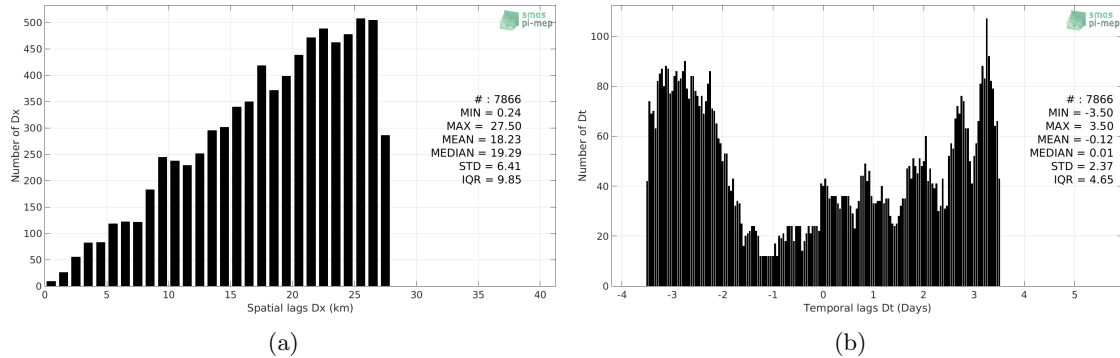 500
450
400
350
300
250
200
150
100
50
0
Number of Dx
0 5 10 15 20 25 30 35 40
Spatial lags Dx (km)
smos
pi-mep
# : 7866
MIN = 0.24
MAX = 27.50
MEAN = 18.23
MEDIAN = 19.29
STD = 6.41
IQR = 9.85
(a)
100
80
60
40
20
0
Number of Dt
-4 -3 -2 -1 0 1 2 3 4 5
Temporal lags Dt (Days)
smos
pi-mep
# : 7866
MIN = -3.50
MAX = 3.50
MEAN = -0.12
MEDIAN = 0.01
STD = 2.37
IQR = 4.65
(b)